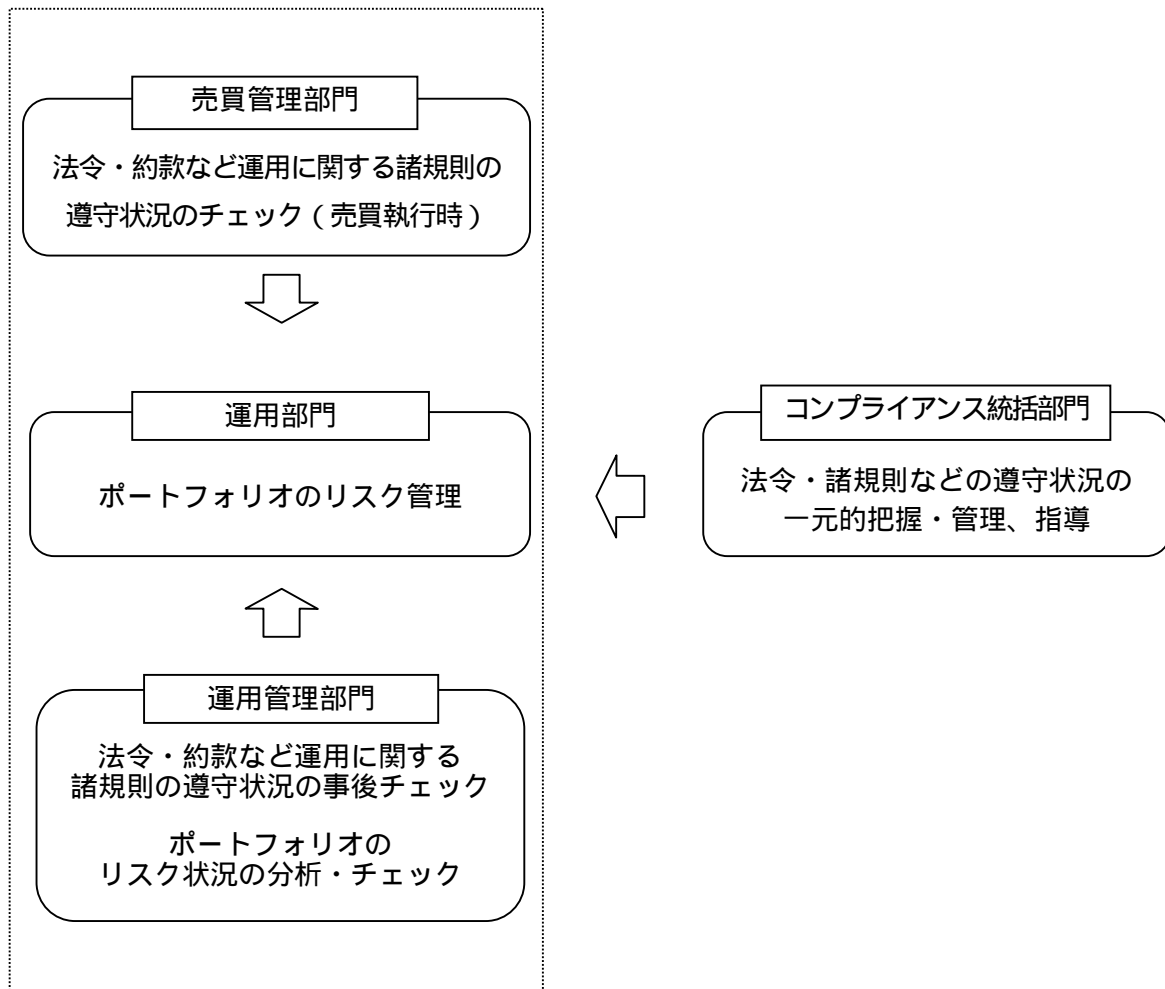 売買管理部門
法令・約款など運用に関する諸規則の
遵守状況のチェック(売買執行時)
運用部門
ポートフォリオのリスク管理
コンプライアンス統括部門
法令・諸規則などの遵守状況の
一元的把握・管理、指導
運用管理部門
法令・約款など運用に関する
諸規則の遵守状況の事後チェック
ポートフォリオの
リスク状況の分析・チェック